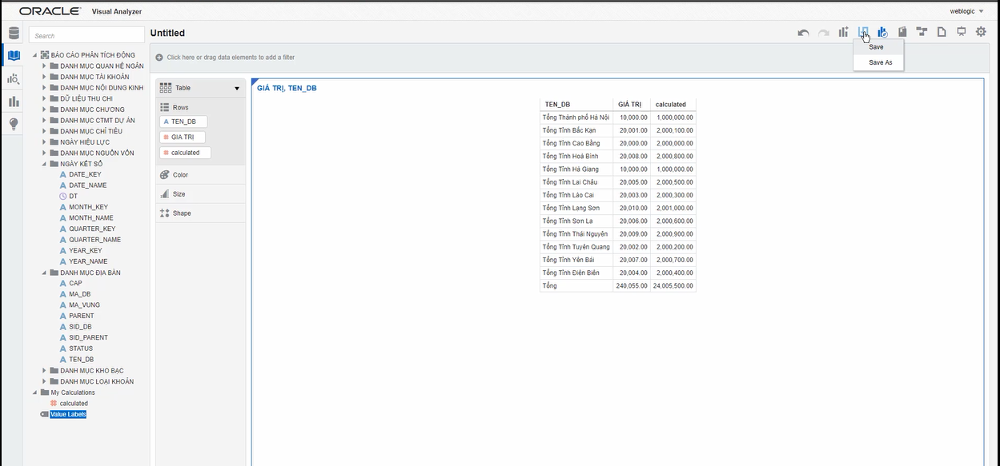 ORACLE Visual Analyzer
weblogic
Search
Untitled
Save
Save As
Click here or drag data elements to add a filter
BÁO CÁO PHÂN TÍCH ĐỘNG
DANH MỤC QUAN HỆ NGÂN
DANH MỤC TÀI KHOẢN
DANH MỤC NỘI DUNG KINH
DỮ LIỆU THU CHI
DANH MỤC CHƯƠNG
DANH MỤC CTMT DỰ ÁN
DANH MỤC CHỈ TIÊU
NGÀY HIỆU LỰC
DANH MỤC NGUỒN VỐN
NGÀY KẾT SỔ
DATE_KEY
DATE_NAME
DT
MONTH_KEY
MONTH_NAME
QUARTER_KEY
QUARTER_NAME
YEAR_KEY
YEAR_NAME
DANH MỤC ĐỊA BÀN
CAP
MA_DB
MA_VUNG
PARENT
SID_DB
SID_PARENT
STATUS
TEN_DB
DANH MỤC KHO BẠC
DANH MỤC LOẠI KHOẢN
My Calculations
calculated
Value Labels
Table
Rows
TEN_DB
GIÁ TRỊ
calculated
Color
Size
Shape
GIÁ TRỊ, TEN_DB
TEN_DB GIÁ TRỊ calculated
Tổng Thành phố Hà Nội 10,000.00 1,000,000.00
Tổng Tỉnh Bắc Kạn 20,001.00 2,000,100.00
Tổng Tỉnh Cao Bằng 20,000.00 2,000,000.00
Tổng Tỉnh Hoà Bình 20,008.00 2,000,800.00
Tổng Tỉnh Hà Giang 10,000.00 1,000,000.00
Tổng Tỉnh Lai Châu 20,005.00 2,000,500.00
Tổng Tỉnh Lào Cai 20,003.00 2,000,300.00
Tổng Tỉnh Lạng Sơn 20,010.00 2,001,000.00
Tổng Tỉnh Sơn La 20,006.00 2,000,600.00
Tổng Tỉnh Thái Nguyên 20,009.00 2,000,900.00
Tổng Tỉnh Tuyên Quang 20,002.00 2,000,200.00
Tổng Tỉnh Yên Bái 20,007.00 2,000,700.00
Tổng Tỉnh Điện Biên 20,004.00 2,000,400.00
Tổng 240,055.00 24,005,500.00